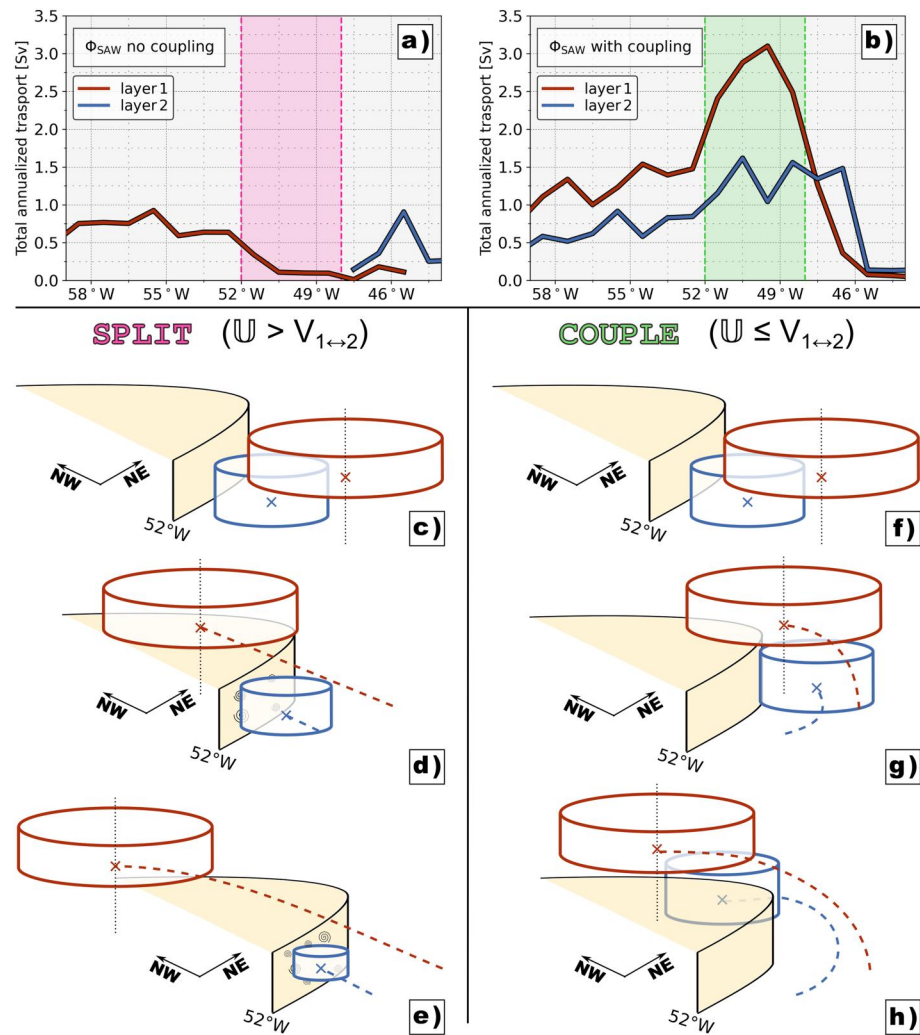 Total annualized trasport [Sv]
3.5
3.0
2.5
2.0
1.5
1.0
0.5
0.0
ΦSAW no coupling
layer 1
layer 2
a)
58°W 55°W 52°W 49°W 46°W
Total annualized trasport [Sv]
3.5
3.0
2.5
2.0
1.5
1.0
0.5
0.0
ΦSAW with coupling
layer 1
layer 2
b)
58°W 55°W 52°W 49°W 46°W
SPLIT (𝕌 > V1↔2)
NW NE
52°W
c)
NW NE
52°W
d)
NW NE
52°W
e)
COUPLE (𝕌 ≤ V1↔2)
NW NE
52°W
f)
NW NE
52°W
g)
NW NE
52°W
h)